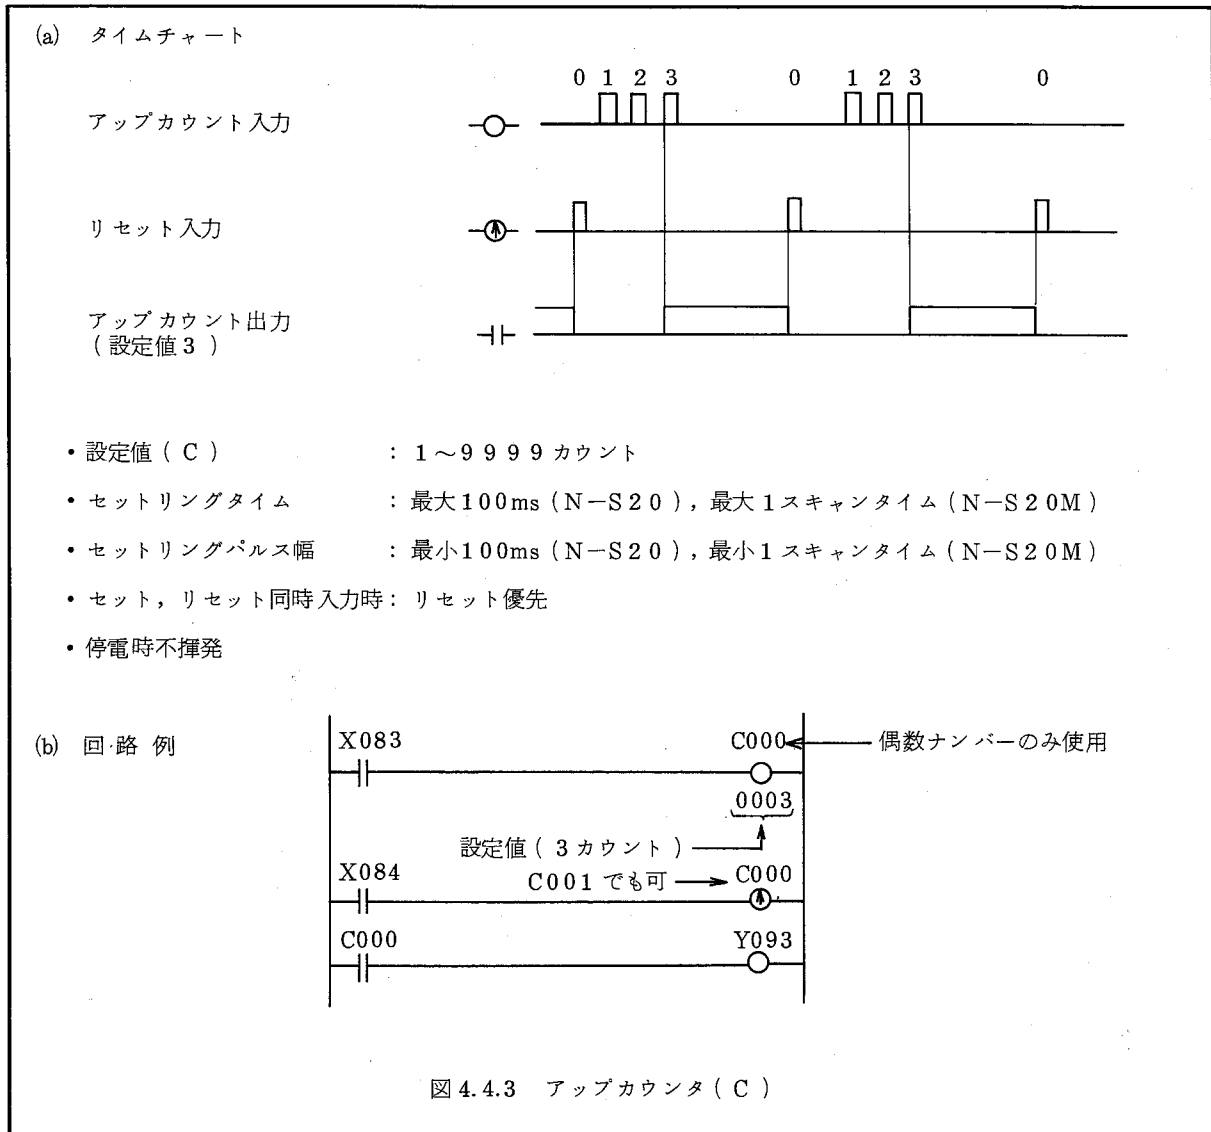 (a) タイムチャート
0 1 2 3 0 1 2 3 0
アップカウント入力
リセット入力
アップカウント出力
(設定値3)
・設定値(C) : 1~9999カウント
・セットリングタイム : 最大100ms(N-S20), 最大1スキャンタイム(N-S20M)
・セットリングパルス幅 : 最小100ms(N-S20), 最小1スキャンタイム(N-S20M)
・セット, リセット同時入力時: リセット優先
・停電時不揮発
(b) 回路例
X083 C000 偶数ナンバーのみ使用
0003
設定値(3カウント)
X084 C001でも可 C000
C000 Y093
図4.4.3 アップカウンタ(C)